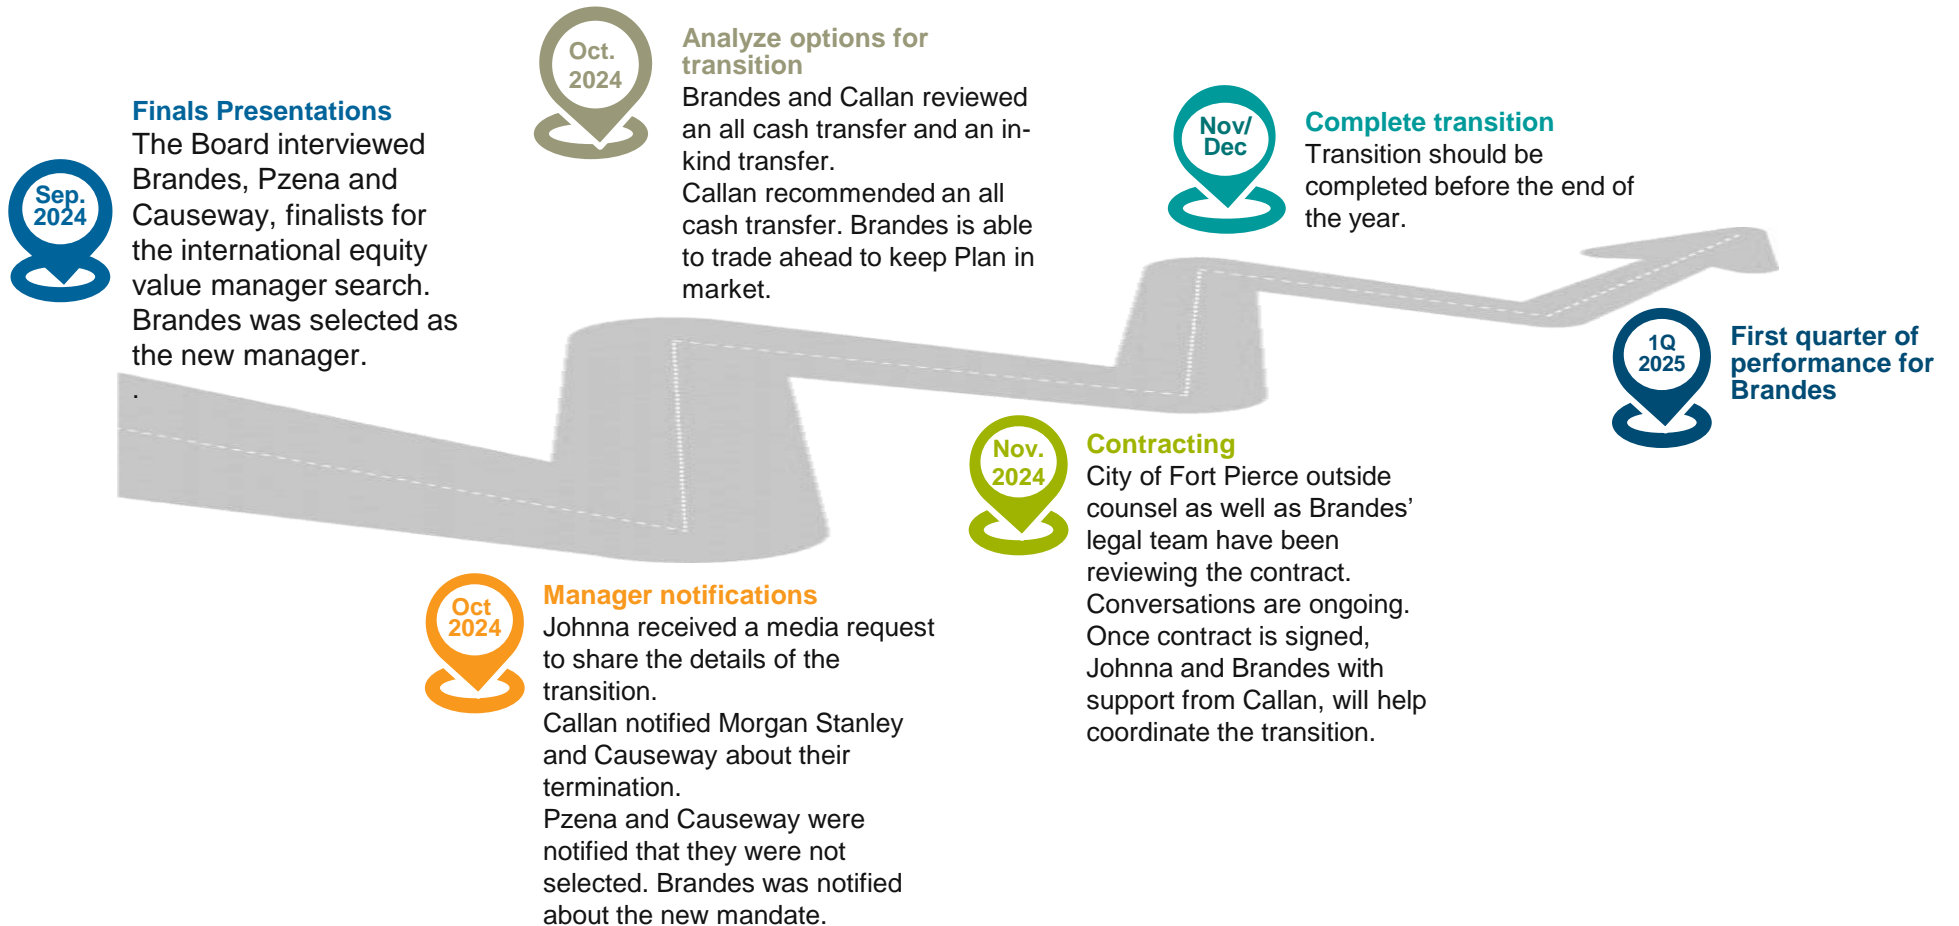 Sep.
2024
Finals Presentations
The Board interviewed
Brandes, Pzena and
Causeway, finalists for
the international equity
value manager search.
Brandes was selected as
the new manager.
.
Oct
2024
Manager notifications
Johnna received a media request
to share the details of the
transition.
Callan notified Morgan Stanley
and Causeway about their
termination.
Pzena and Causeway were
notified that they were not
selected. Brandes was notified
about the new mandate.
Oct.
2024
Analyze options for
transition
Brandes and Callan reviewed
an all cash transfer and an in-
kind transfer.
Callan recommended an all
cash transfer. Brandes is able
to trade ahead to keep Plan in
market.
Nov.
2024
Contracting
City of Fort Pierce outside
counsel as well as Brandes’
legal team have been
reviewing the contract.
Conversations are ongoing.
Once contract is signed,
Johnna and Brandes with
support from Callan, will help
coordinate the transition.
Nov/
Dec
Complete transition
Transition should be
completed before the end of
the year.
1Q
2025
First quarter of
performance for
Brandes